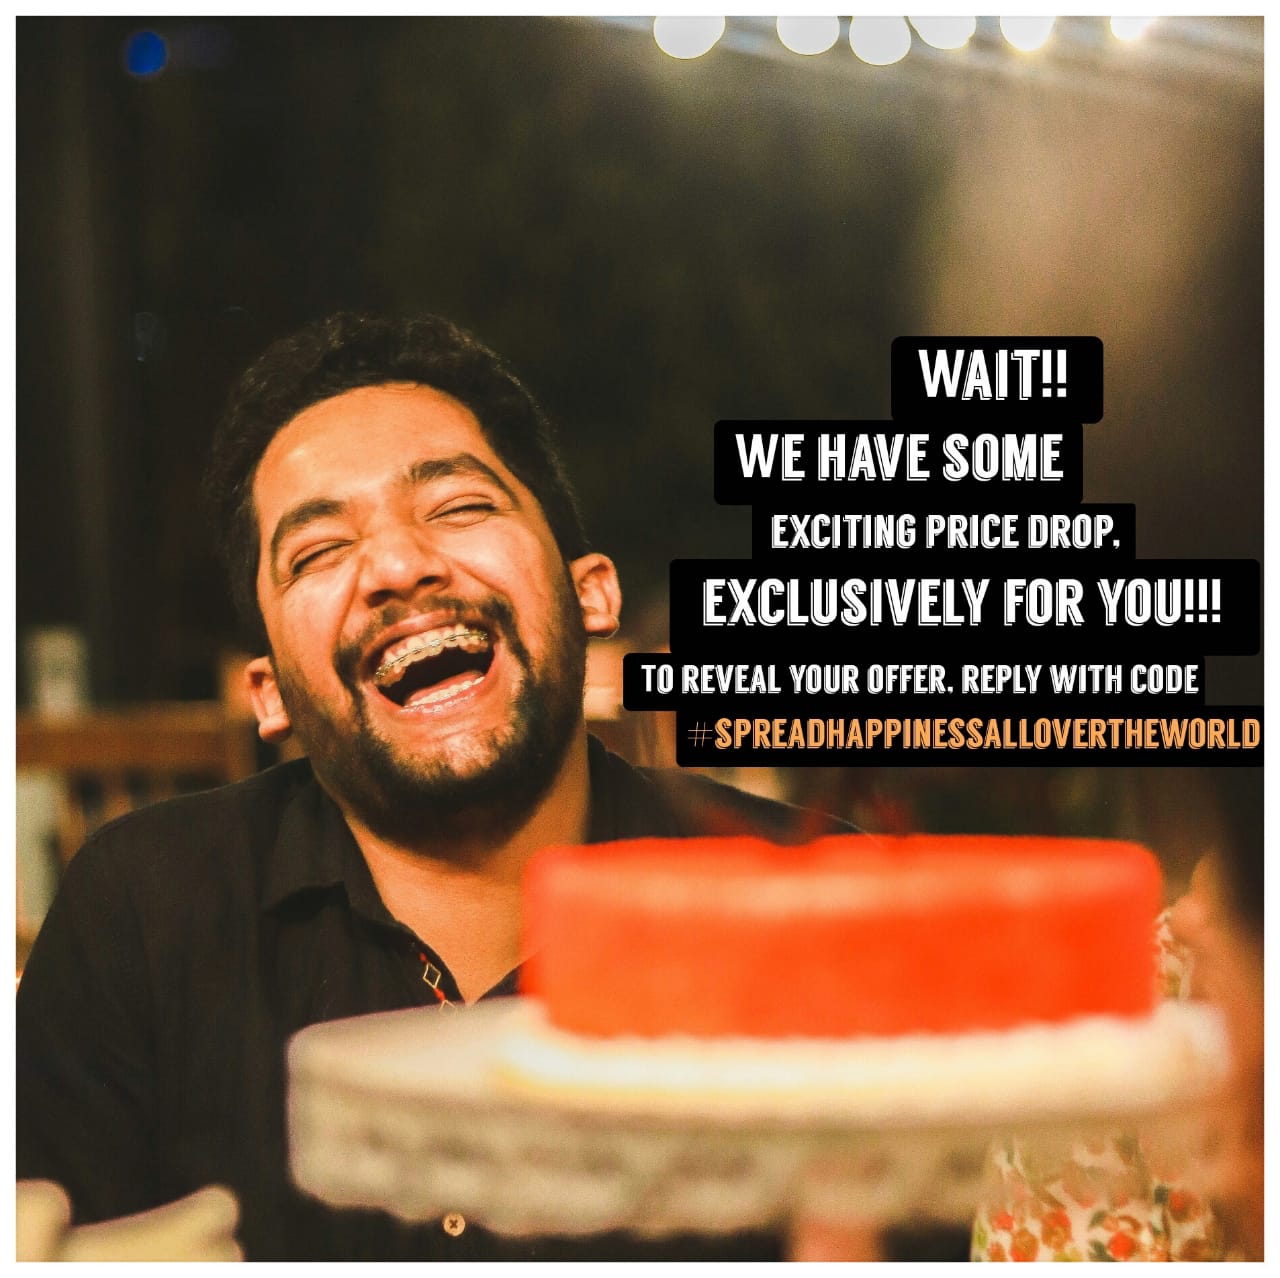 WAIT!!
WE HAVE SOME
EXCITING PRICE DROP,
EXCLUSIVELY FOR YOU!!!
TO REVEAL YOUR OFFER, REPLY WITH CODE
#SPREADHAPPINESSALLOVERTHEWORLD